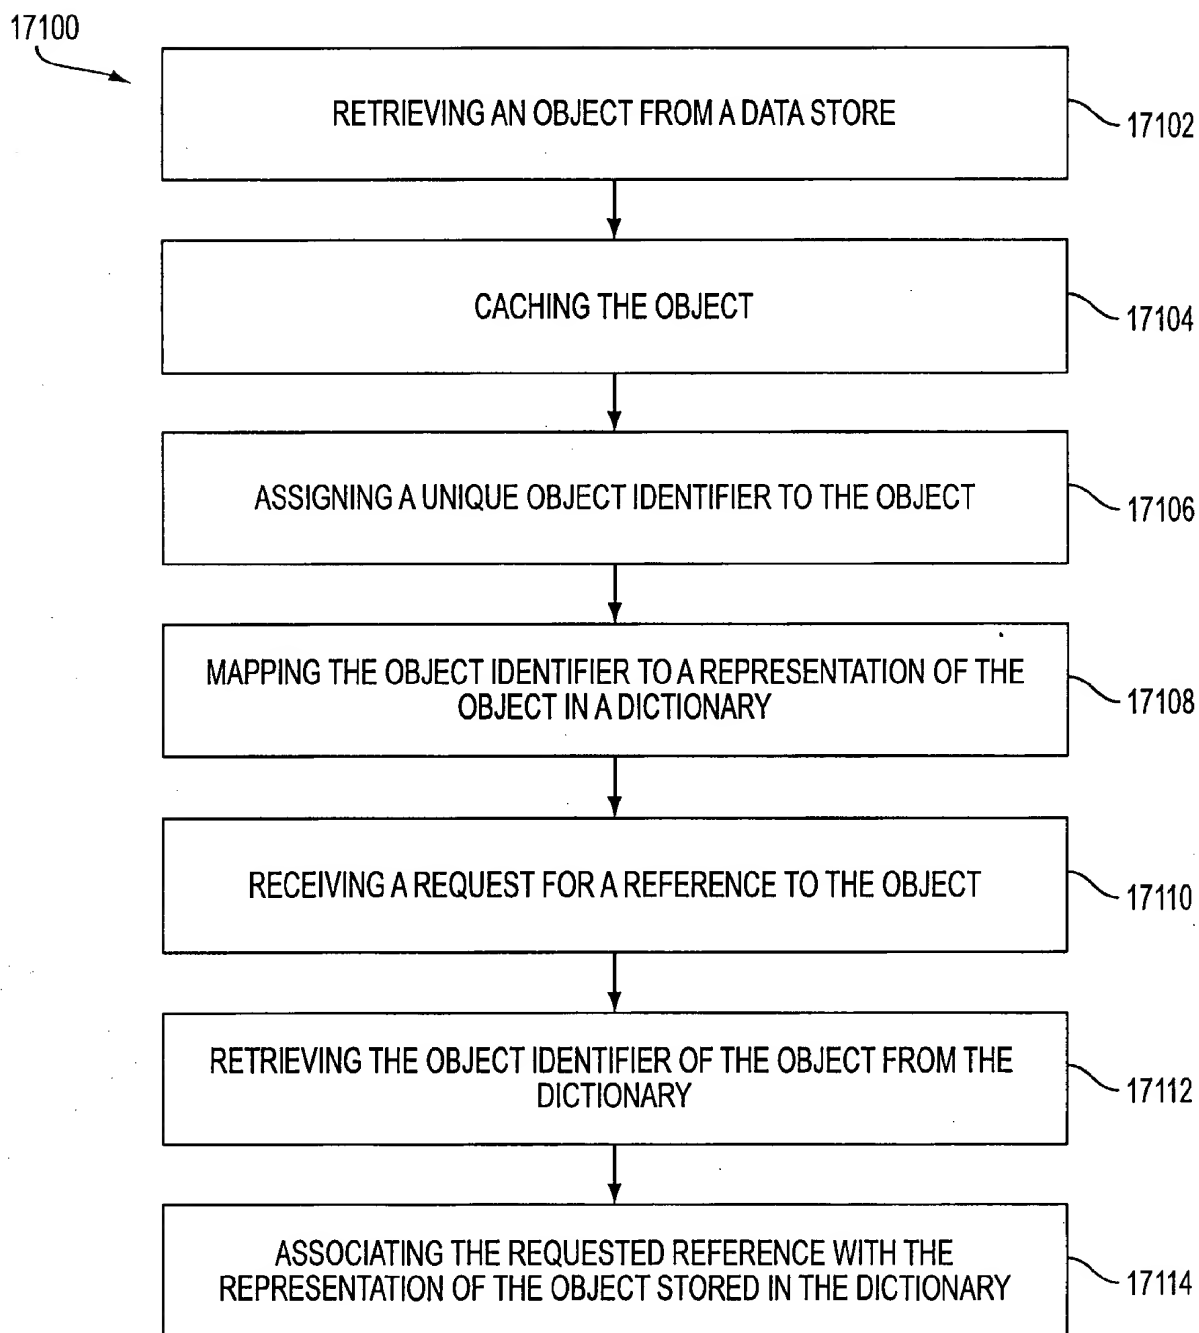 17100
RETRIEVING AN OBJECT FROM A DATA STORE
17102
CACHING THE OBJECT
17104
ASSIGNING A UNIQUE OBJECT IDENTIFIER TO THE OBJECT
17106
MAPPING THE OBJECT IDENTIFIER TO A REPRESENTATION OF THE
OBJECT IN A DICTIONARY
17108
RECEIVING A REQUEST FOR A REFERENCE TO THE OBJECT
17110
RETRIEVING THE OBJECT IDENTIFIER OF THE OBJECT FROM THE
DICTIONARY
17112
ASSOCIATING THE REQUESTED REFERENCE WITH THE
REPRESENTATION OF THE OBJECT STORED IN THE DICTIONARY
17114